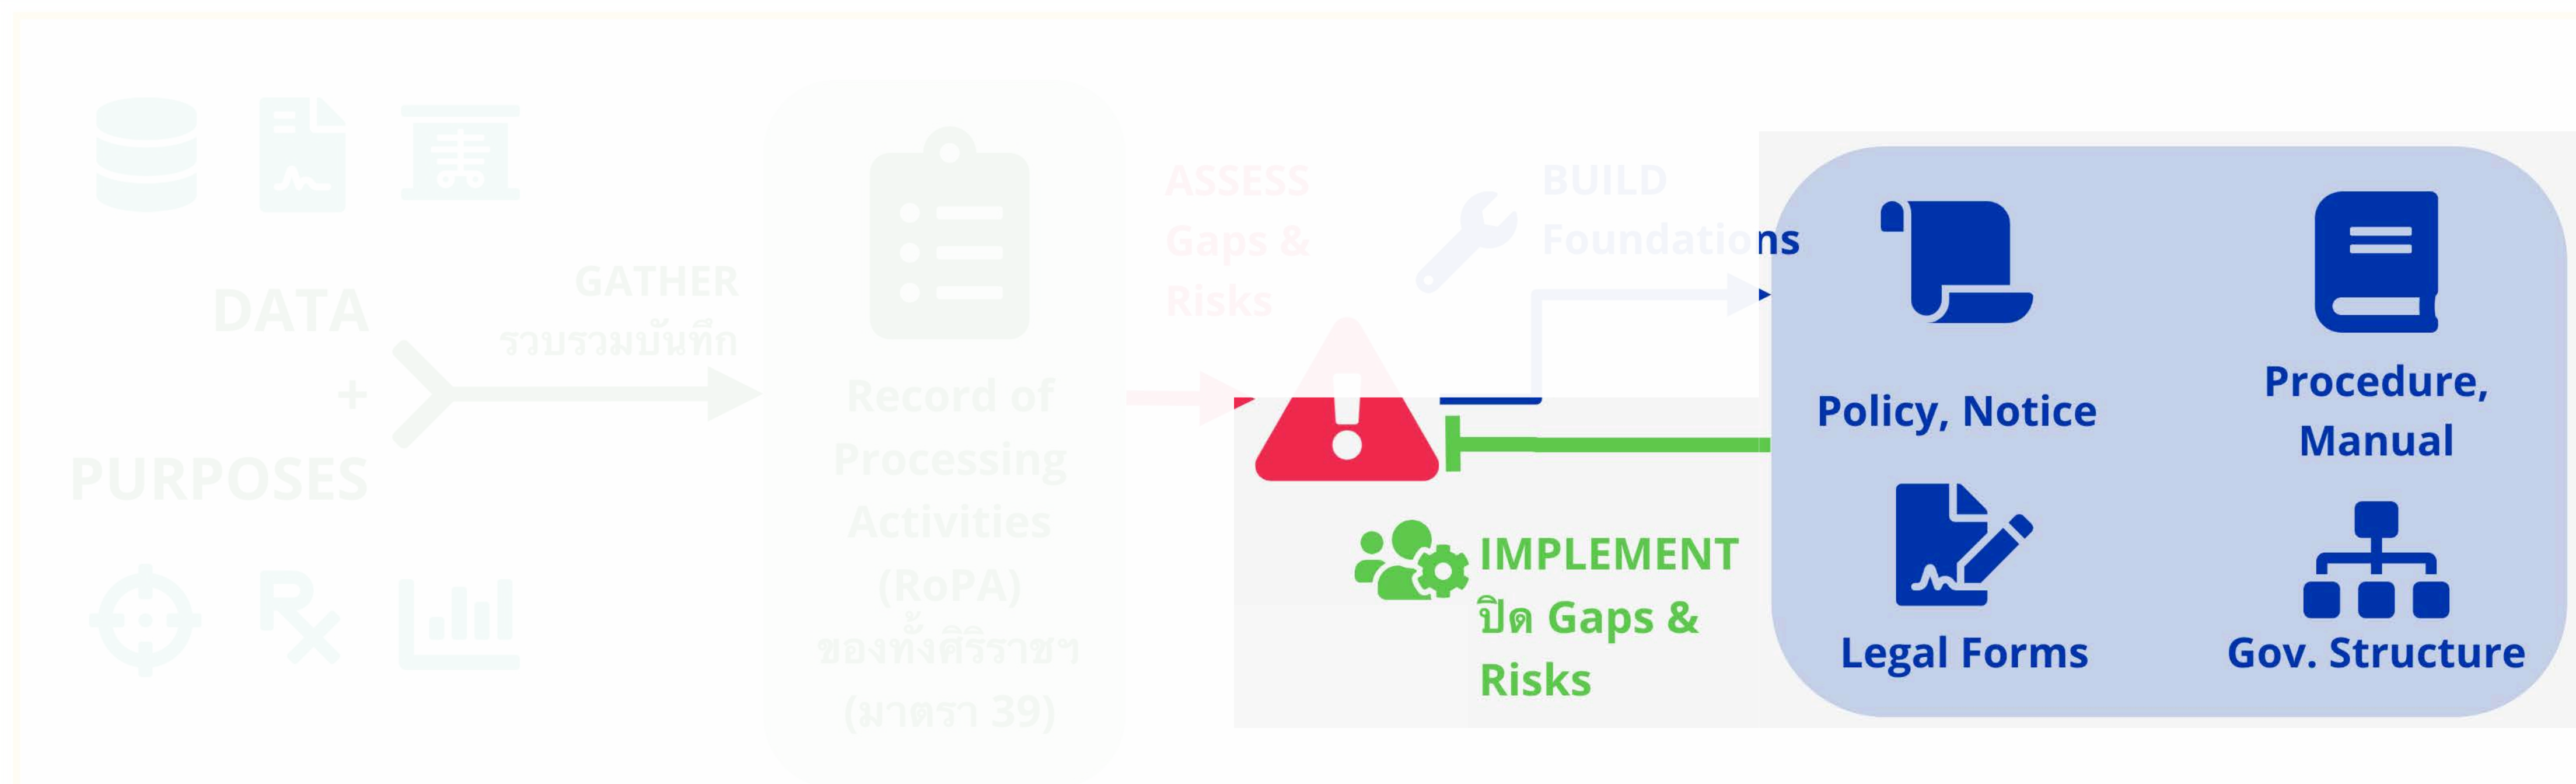 DATA
+
PURPOSES
GATHER
รวบรวมบันทึก
Record of
Processing
Activities
(RoPA)
ของทั้งศิริราชฯ
(มาตรา 39)
ASSESS
Gaps &
Risks
BUILD
Foundations
IMPLEMENT
ปิด Gaps &
Risks
Policy, Notice
Procedure,
Manual
Legal Forms
Gov. Structure